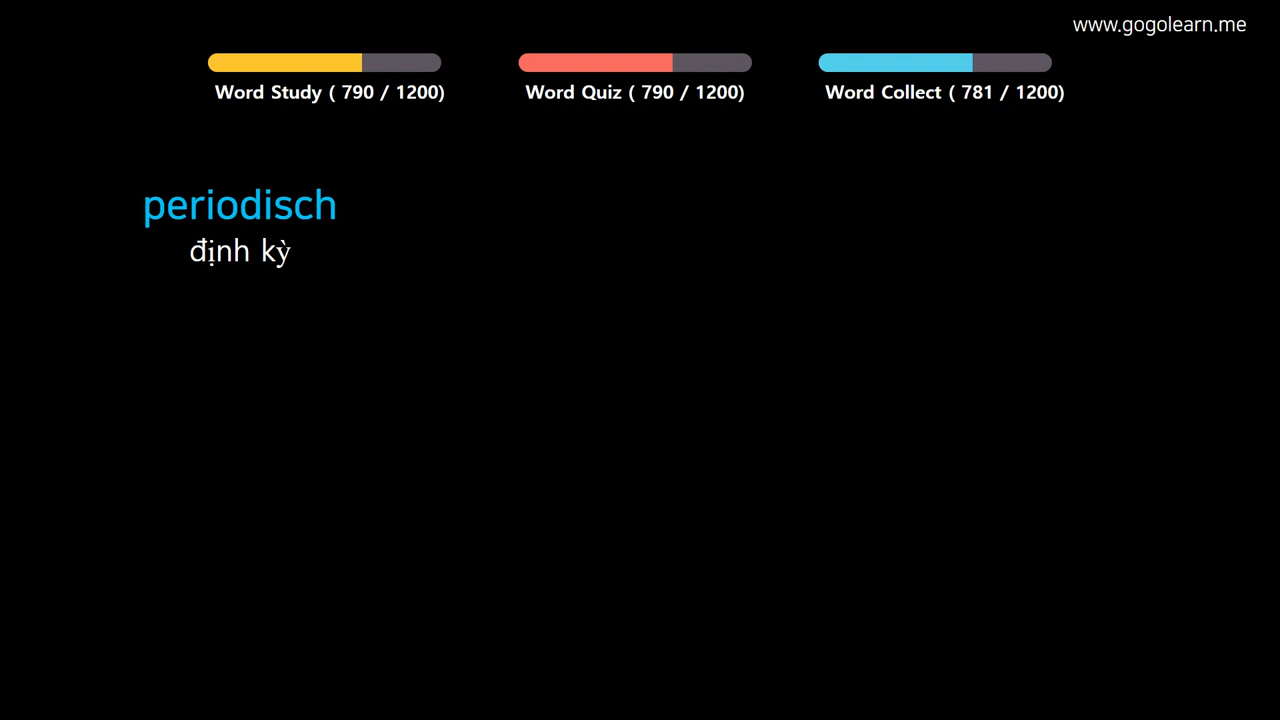 www.gogolearn.me
Word Study ( 790 / 1200)
Word Quiz ( 790 / 1200)
Word Collect ( 781 / 1200)
periodisch
định kỳ